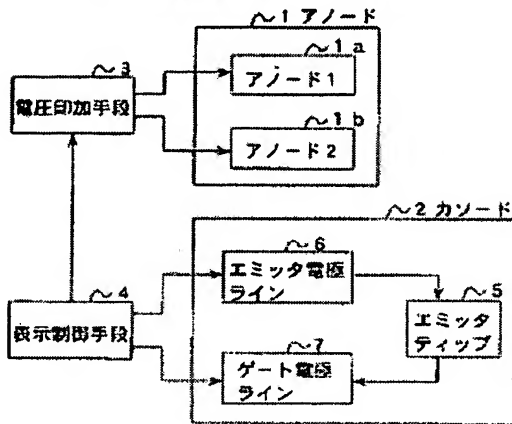 1 アノード
1a
アノード1
1b
アノード2
3
電圧印加手段
2 カソード
6
エミッタ電極
ライン
5
エミッタ
ティップ
4
表示制御手段
7
ゲート電極
ライン